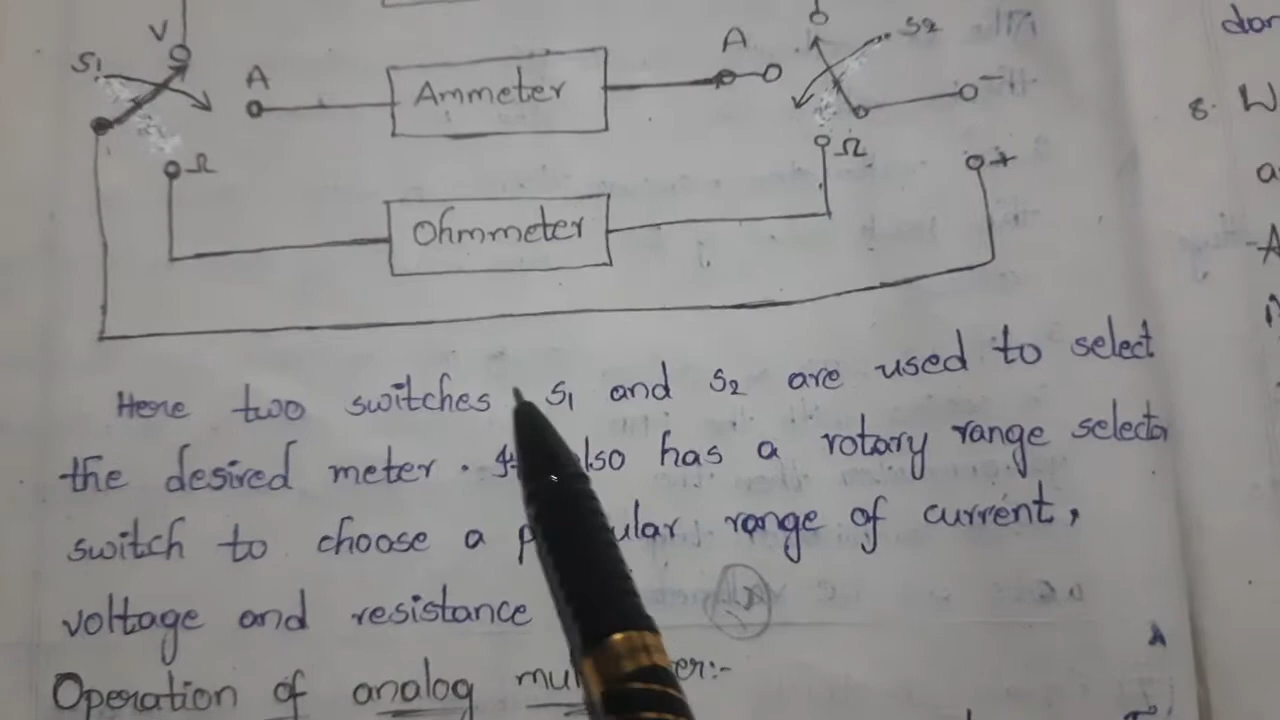 V
S1
A
Ammeter
A
S2
-
Ω
Ohmmeter
Ω
+
Here two switches S1 and S2 are used to select
the desired meter. also has a rotary range selector
switch to choose a range of current,
voltage and resistance
Operation of analog
8.